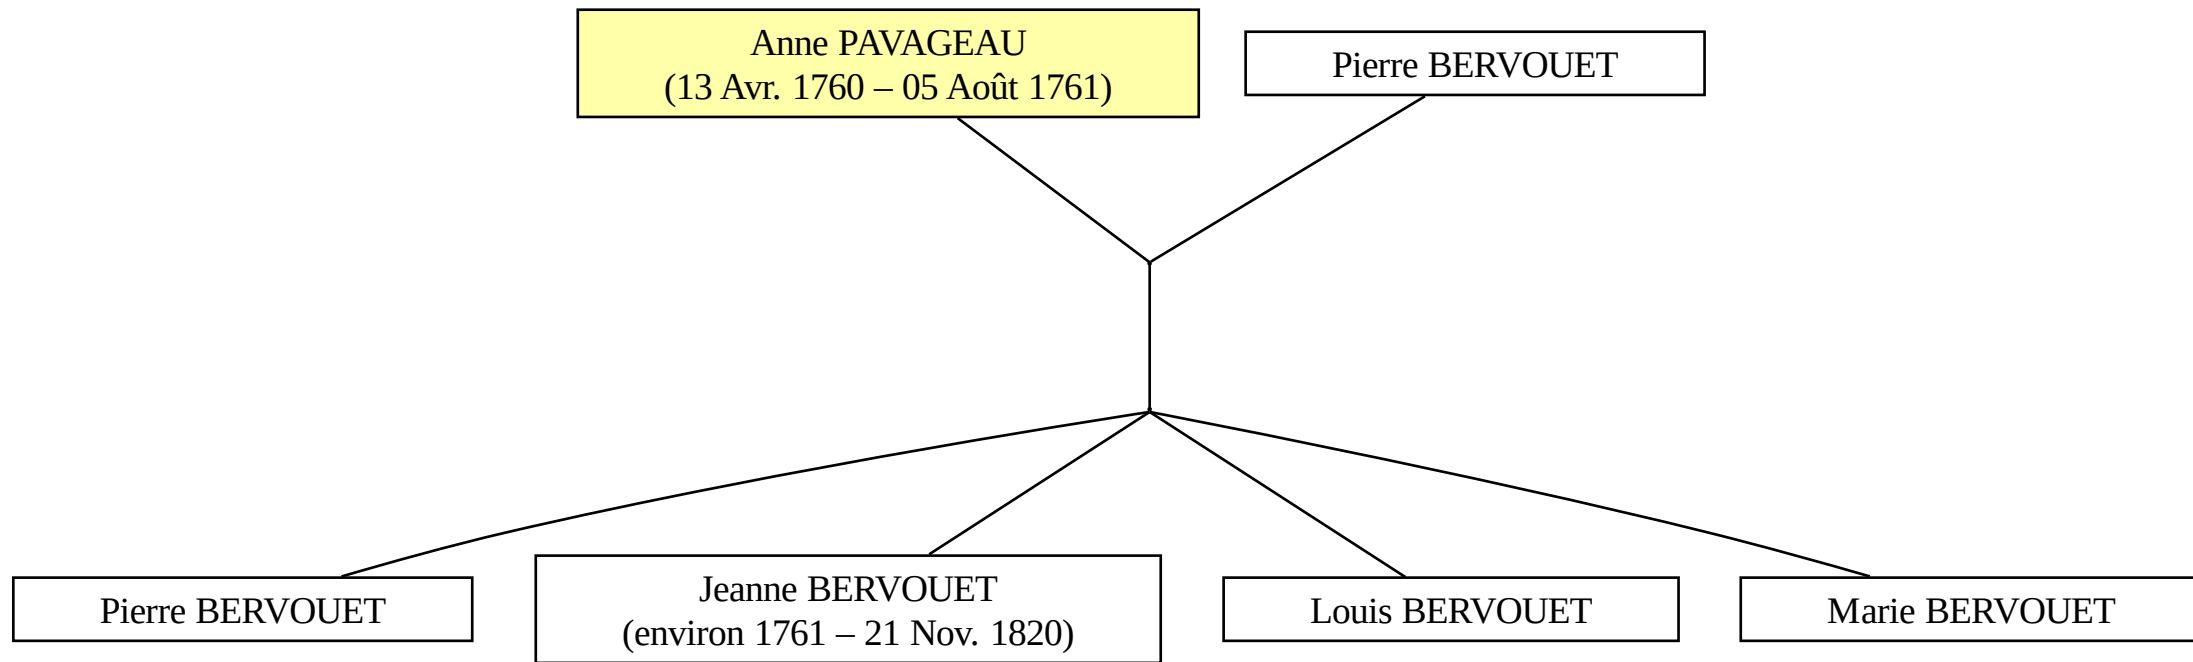 Anne PAVAGEAU
(13 Avr. 1760 – 05 Août 1761)
Pierre BERVOUET
Pierre BERVOUET
Jeanne BERVOUET
(environ 1761 – 21 Nov. 1820)
Louis BERVOUET
Marie BERVOUET